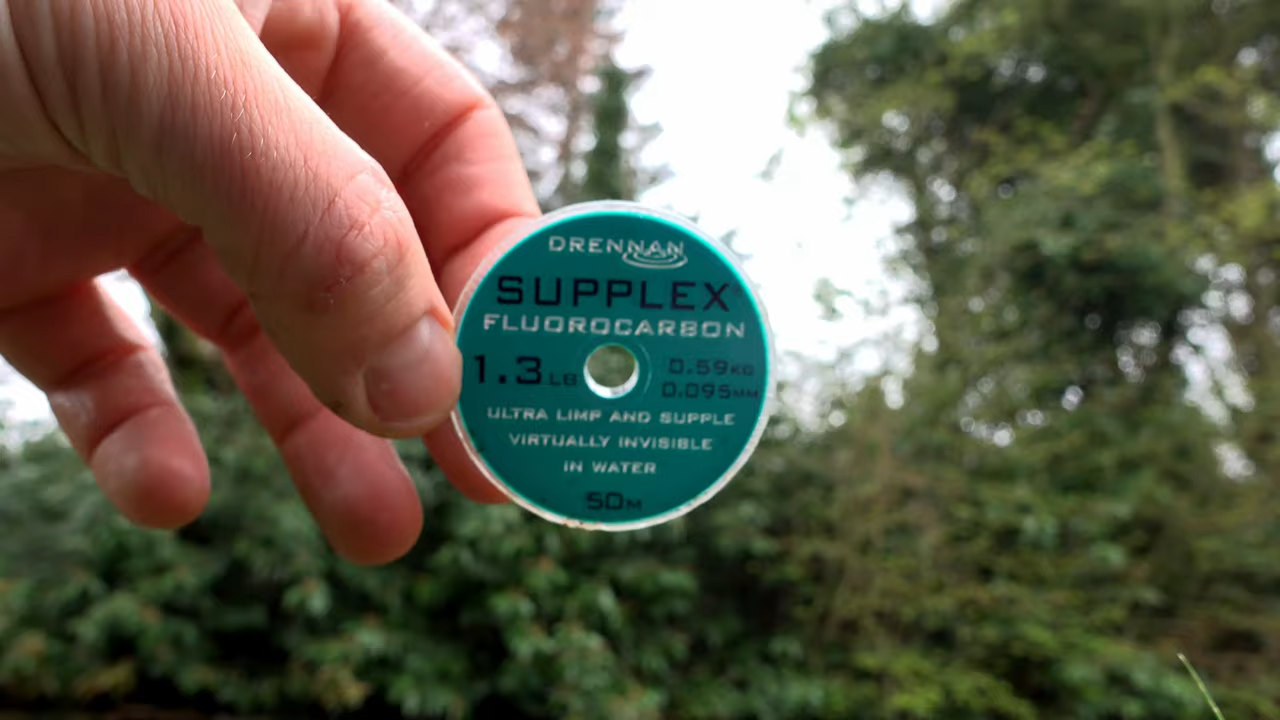 DRENNAN
SUPPLEX
FLUOROCARBON
1.3LB 0.59KG
0.095MM
ULTRA LIMP AND SUPPLE
VIRTUALLY INVISIBLE
IN WATER
50M